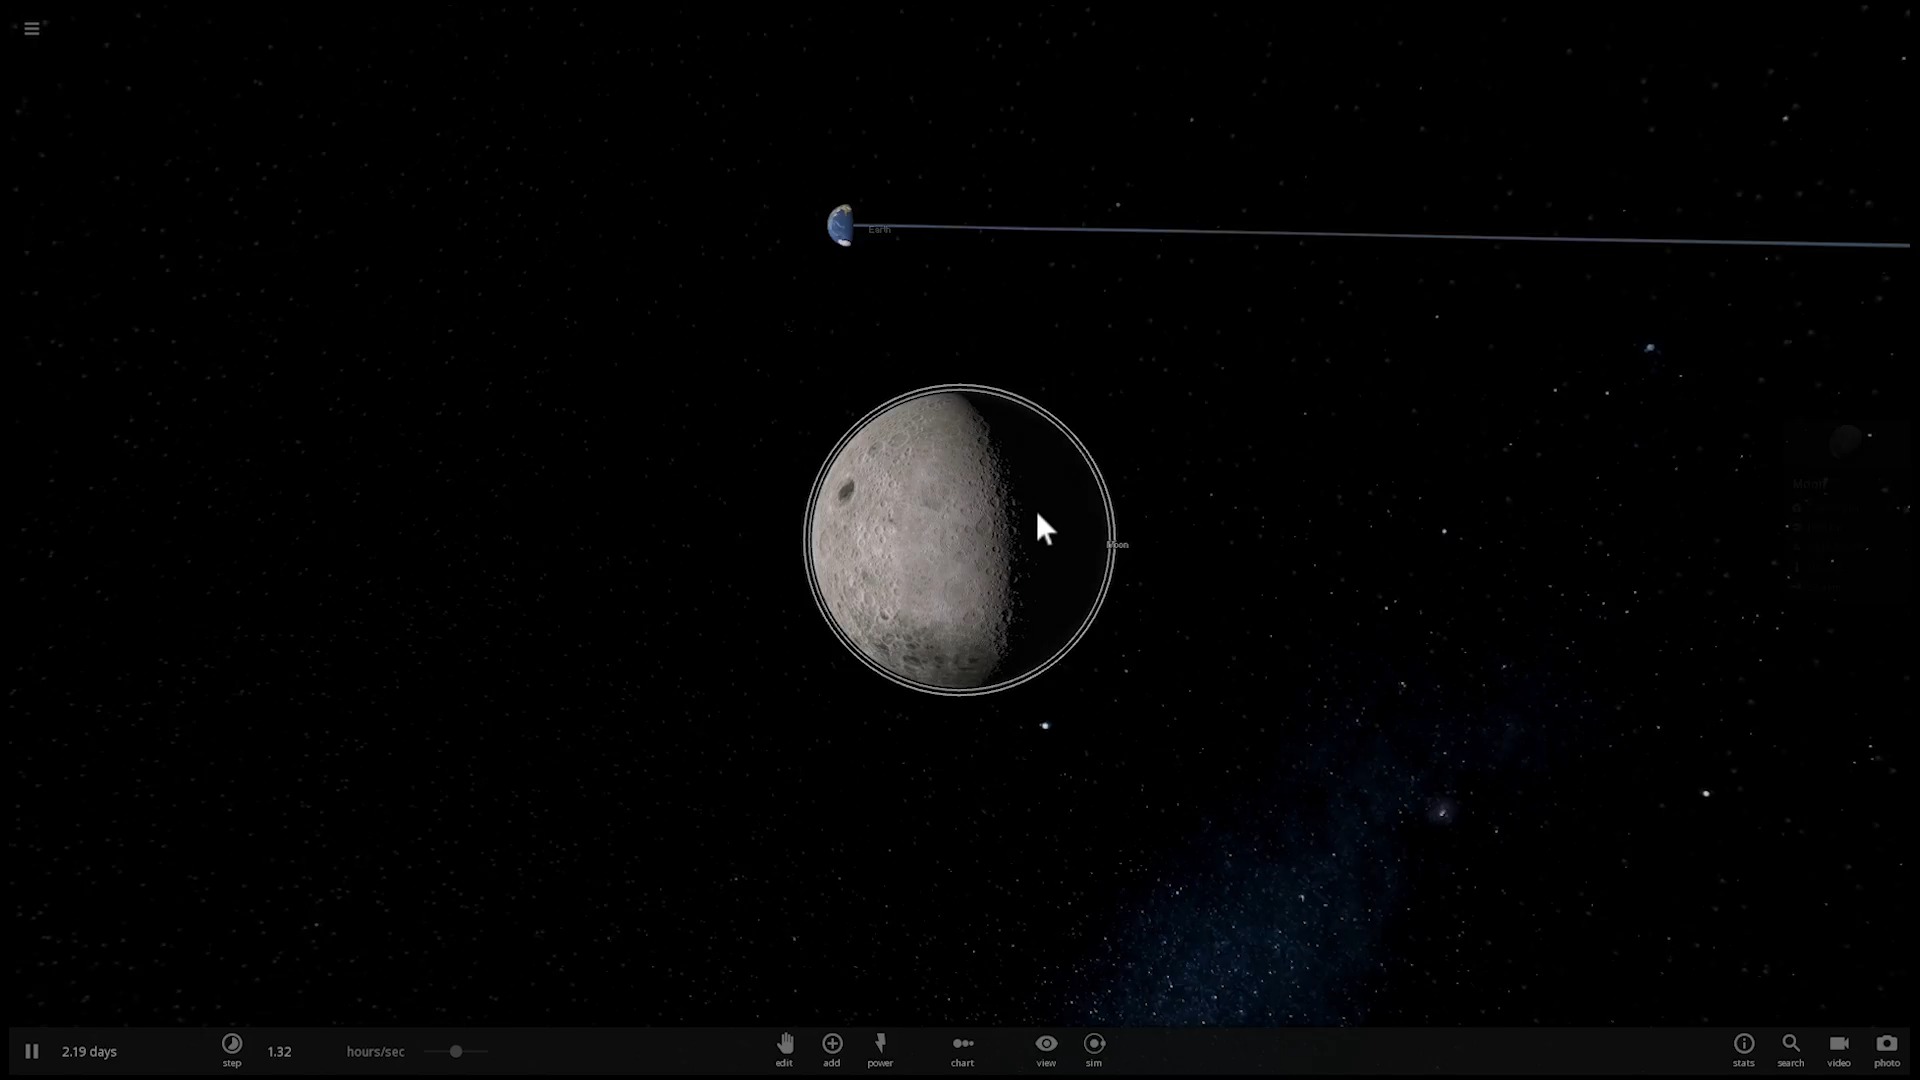 Earth
Moon
Moon
2.19 days
step
1.32
hours/sec
edit
add
power
chart
view
sim
stats
search
video
photo